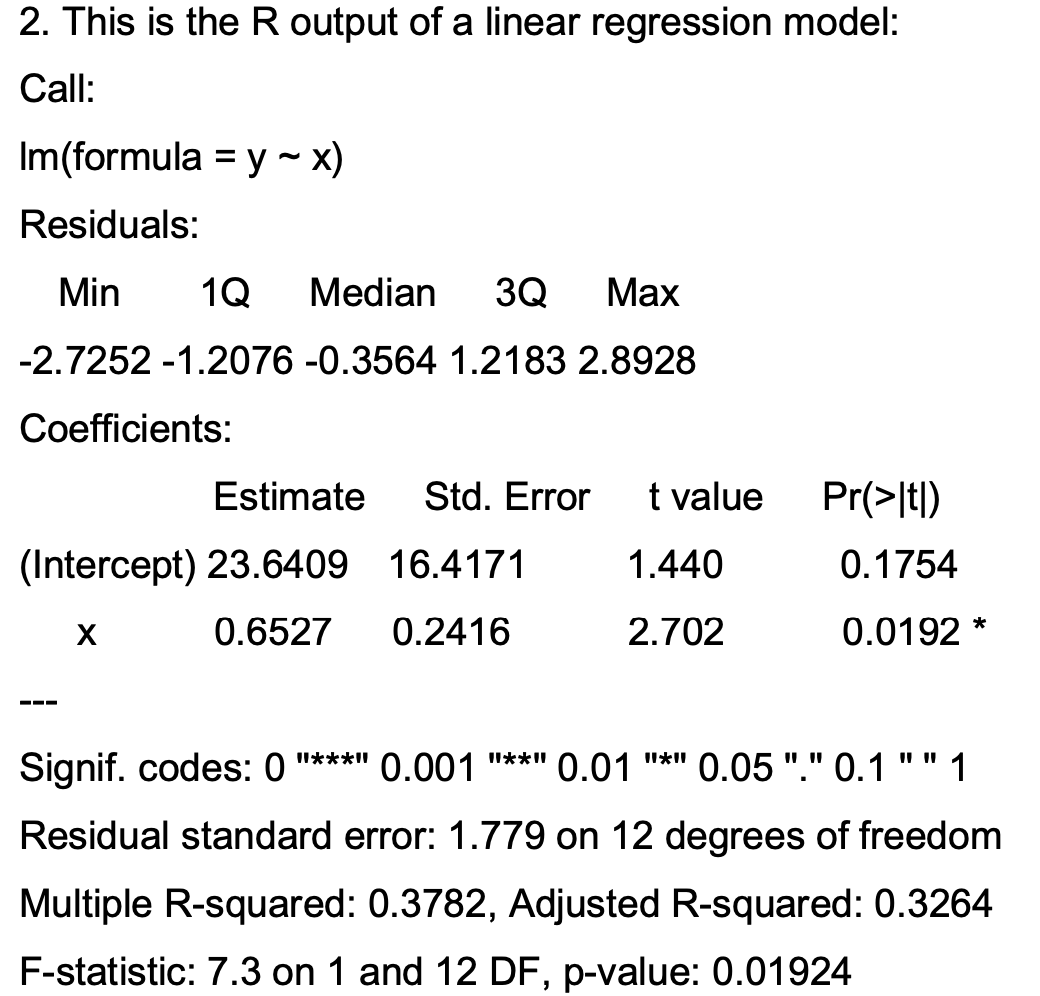 2. This is the R output of a linear regression model:
Call:
lm(formula = y ~ x)
Residuals:
Min 1Q Median 3Q Max
-2.7252 -1.2076 -0.3564 1.2183 2.8928
Coefficients:
Estimate Std. Error t value Pr(>|t|)
(Intercept) 23.6409 16.4171 1.440 0.1754
x 0.6527 0.2416 2.702 0.0192 *
---
Signif. codes: 0 "***" 0.001 "**" 0.01 "*" 0.05 "." 0.1 " " 1
Residual standard error: 1.779 on 12 degrees of freedom
Multiple R-squared: 0.3782, Adjusted R-squared: 0.3264
F-statistic: 7.3 on 1 and 12 DF, p-value: 0.01924